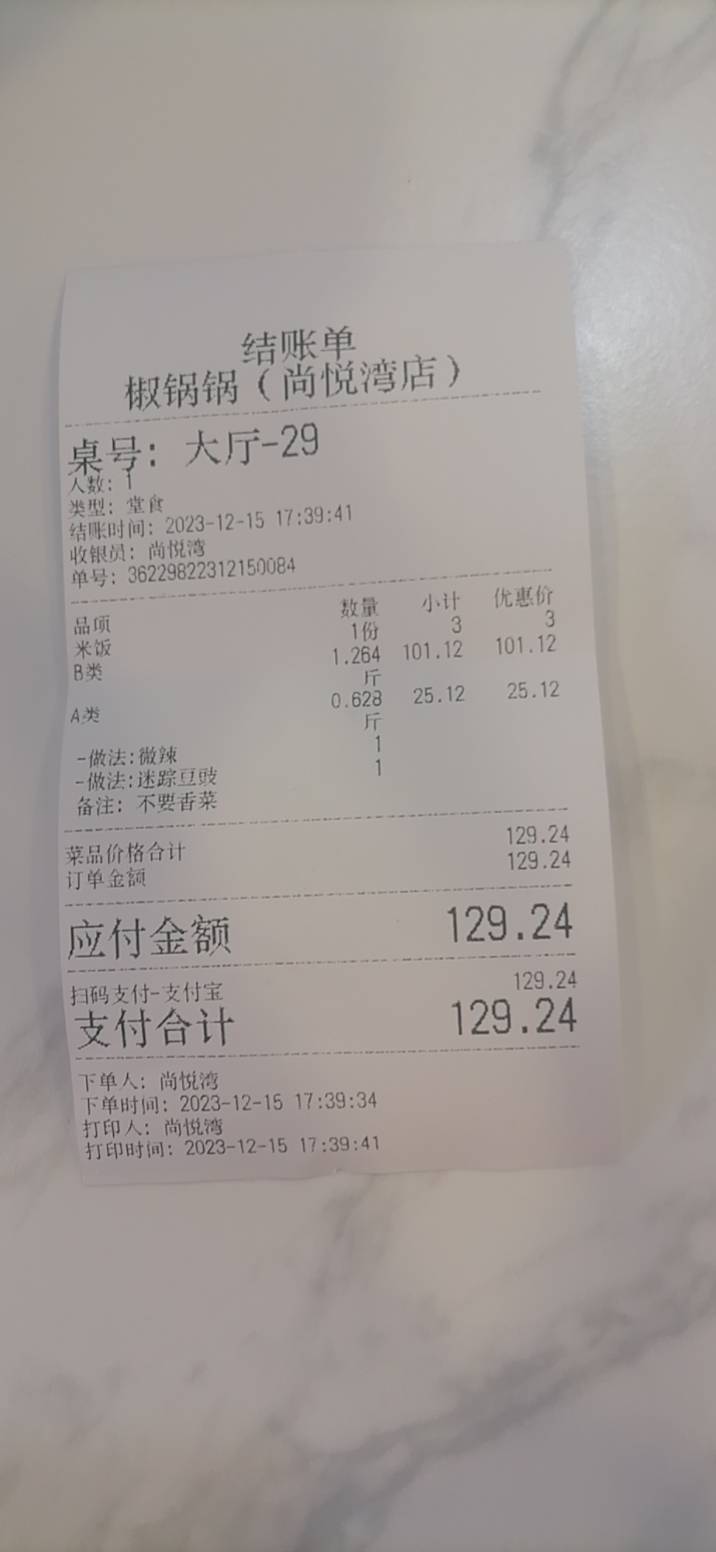 结账单
椒锅锅（尚悦湾店）
桌号: 大厅-29
人数: 1
类型: 堂食
结账时间: 2023-12-15 17:39:41
收银员: 尚悦湾
单号: 36229822312150084
品项 数量 小计 优惠价
米饭 1份 3 3
B类 1.264 101.12 101.12
斤
A类 0.628 25.12 25.12
斤
-做法:微辣 1
-做法:迷踪豆豉 1
备注: 不要香菜
菜品价格合计 129.24
订单金额 129.24
应付金额 129.24
扫码支付-支付宝 129.24
支付合计 129.24
下单人: 尚悦湾
下单时间: 2023-12-15 17:39:34
打印人: 尚悦湾
打印时间: 2023-12-15 17:39:41